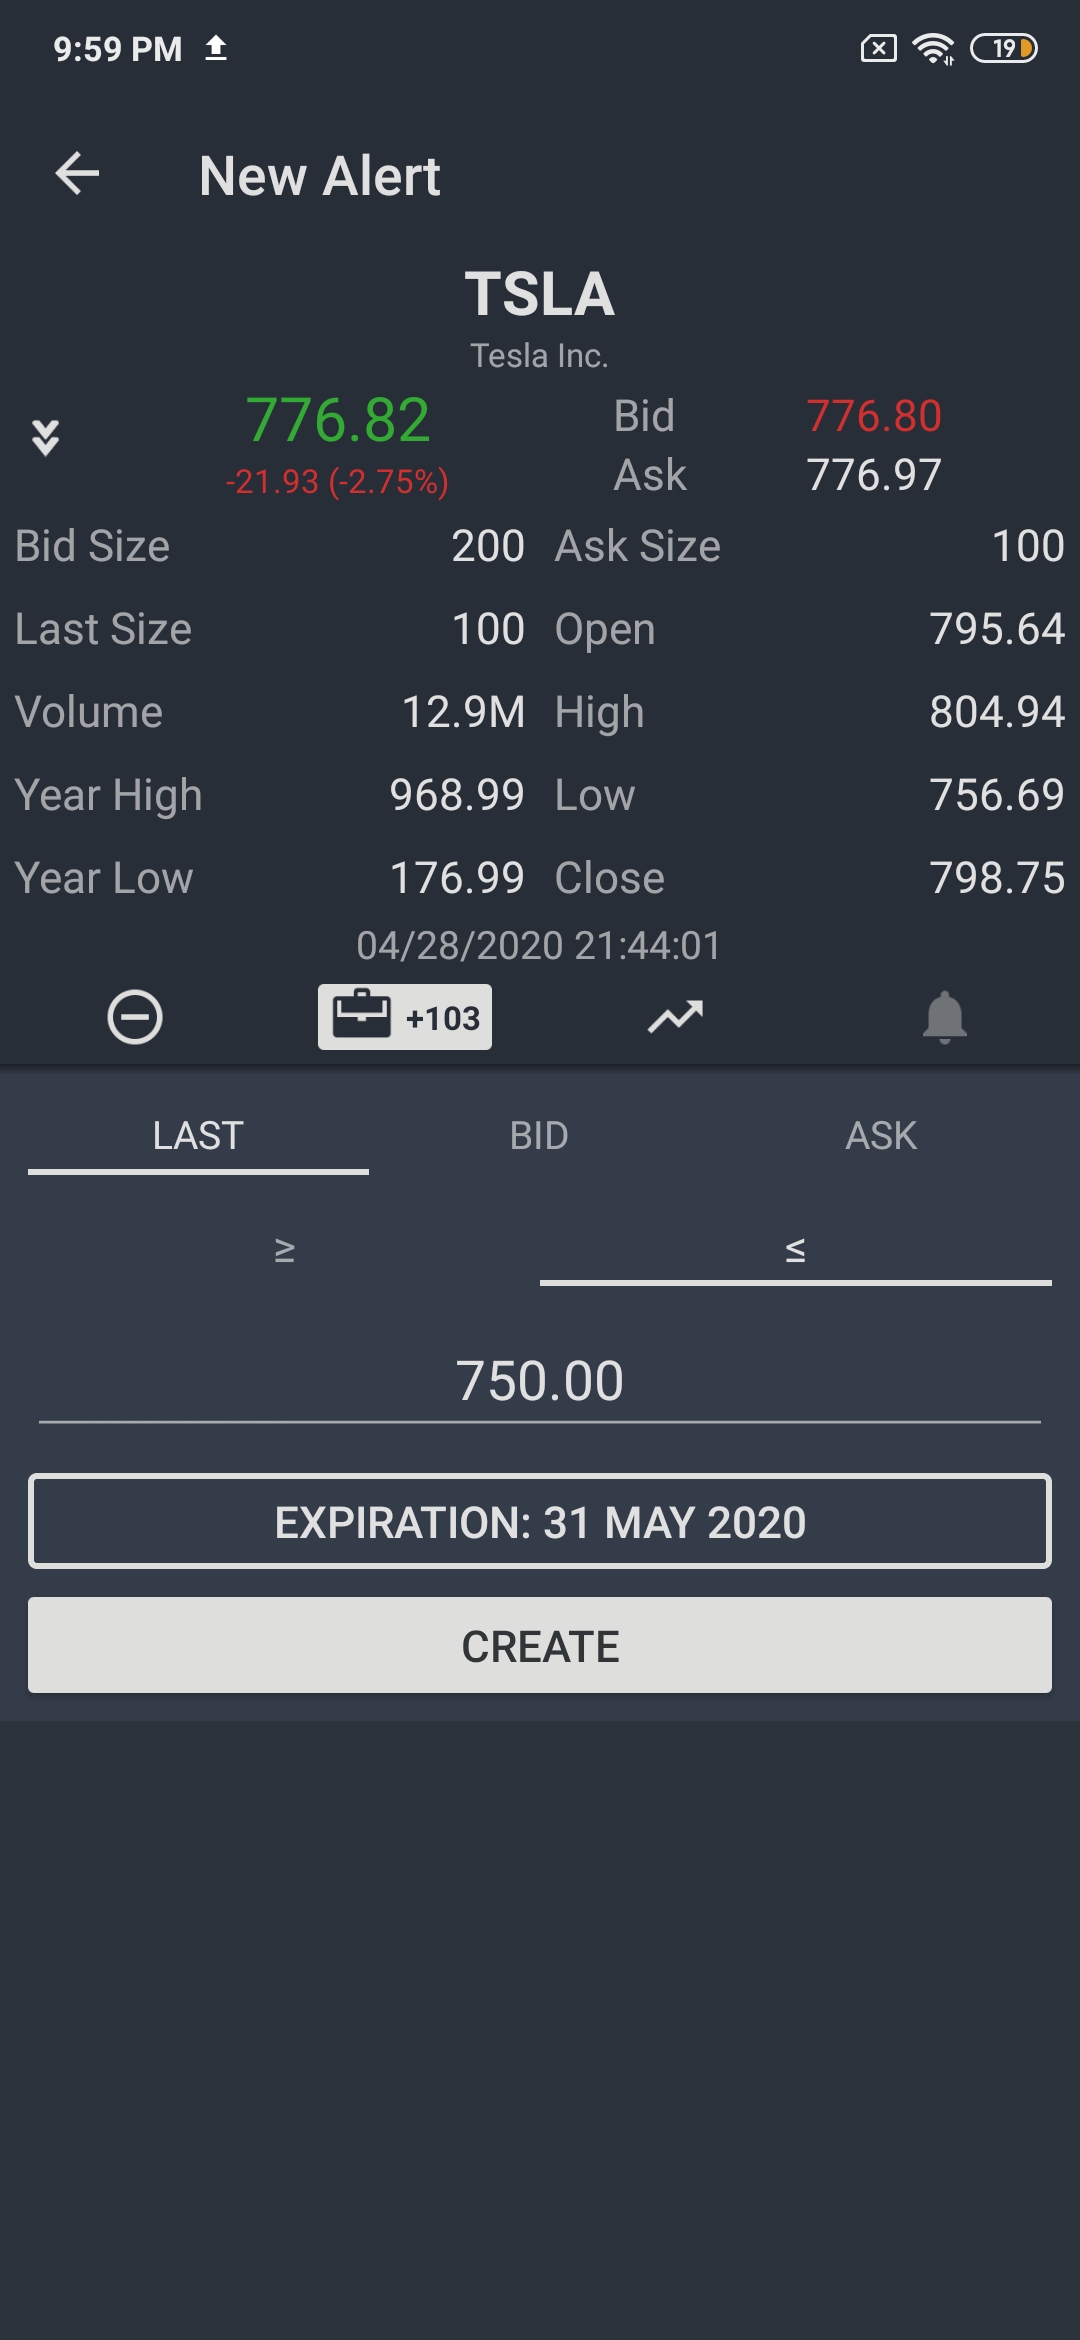 9:59 PM 19
New Alert
TSLA
Tesla Inc.
776.82 Bid 776.80
-21.93 (-2.75%) Ask 776.97
Bid Size 200 Ask Size 100
Last Size 100 Open 795.64
Volume 12.9M High 804.94
Year High 968.99 Low 756.69
Year Low 176.99 Close 798.75
04/28/2020 21:44:01
+103
LAST BID ASK
≥ ≤
750.00
EXPIRATION: 31 MAY 2020
CREATE